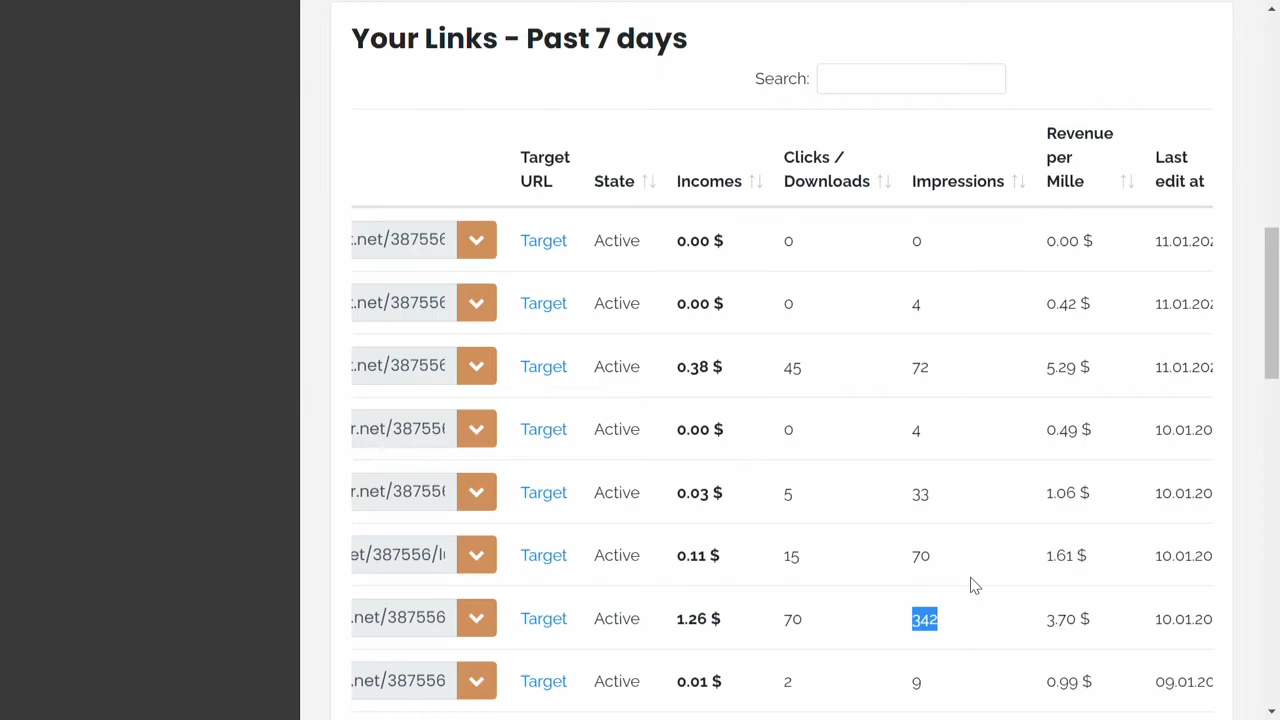 Your Links - Past 7 days
Search:
Target URL State Incomes Clicks / Downloads Impressions Revenue per Mille Last edit at
.net/387556 Target Active 0.00 $ 0 0 0.00 $ 11.01.202
.net/387556 Target Active 0.00 $ 0 4 0.42 $ 11.01.202
.net/387556 Target Active 0.38 $ 45 72 5.29 $ 11.01.202
r.net/387556 Target Active 0.00 $ 0 4 0.49 $ 10.01.20
r.net/387556 Target Active 0.03 $ 5 33 1.06 $ 10.01.20
et/387556/l Target Active 0.11 $ 15 70 1.61 $ 10.01.20
.net/387556 Target Active 1.26 $ 70 342 3.70 $ 10.01.20
.net/387556 Target Active 0.01 $ 2 9 0.99 $ 09.01.20